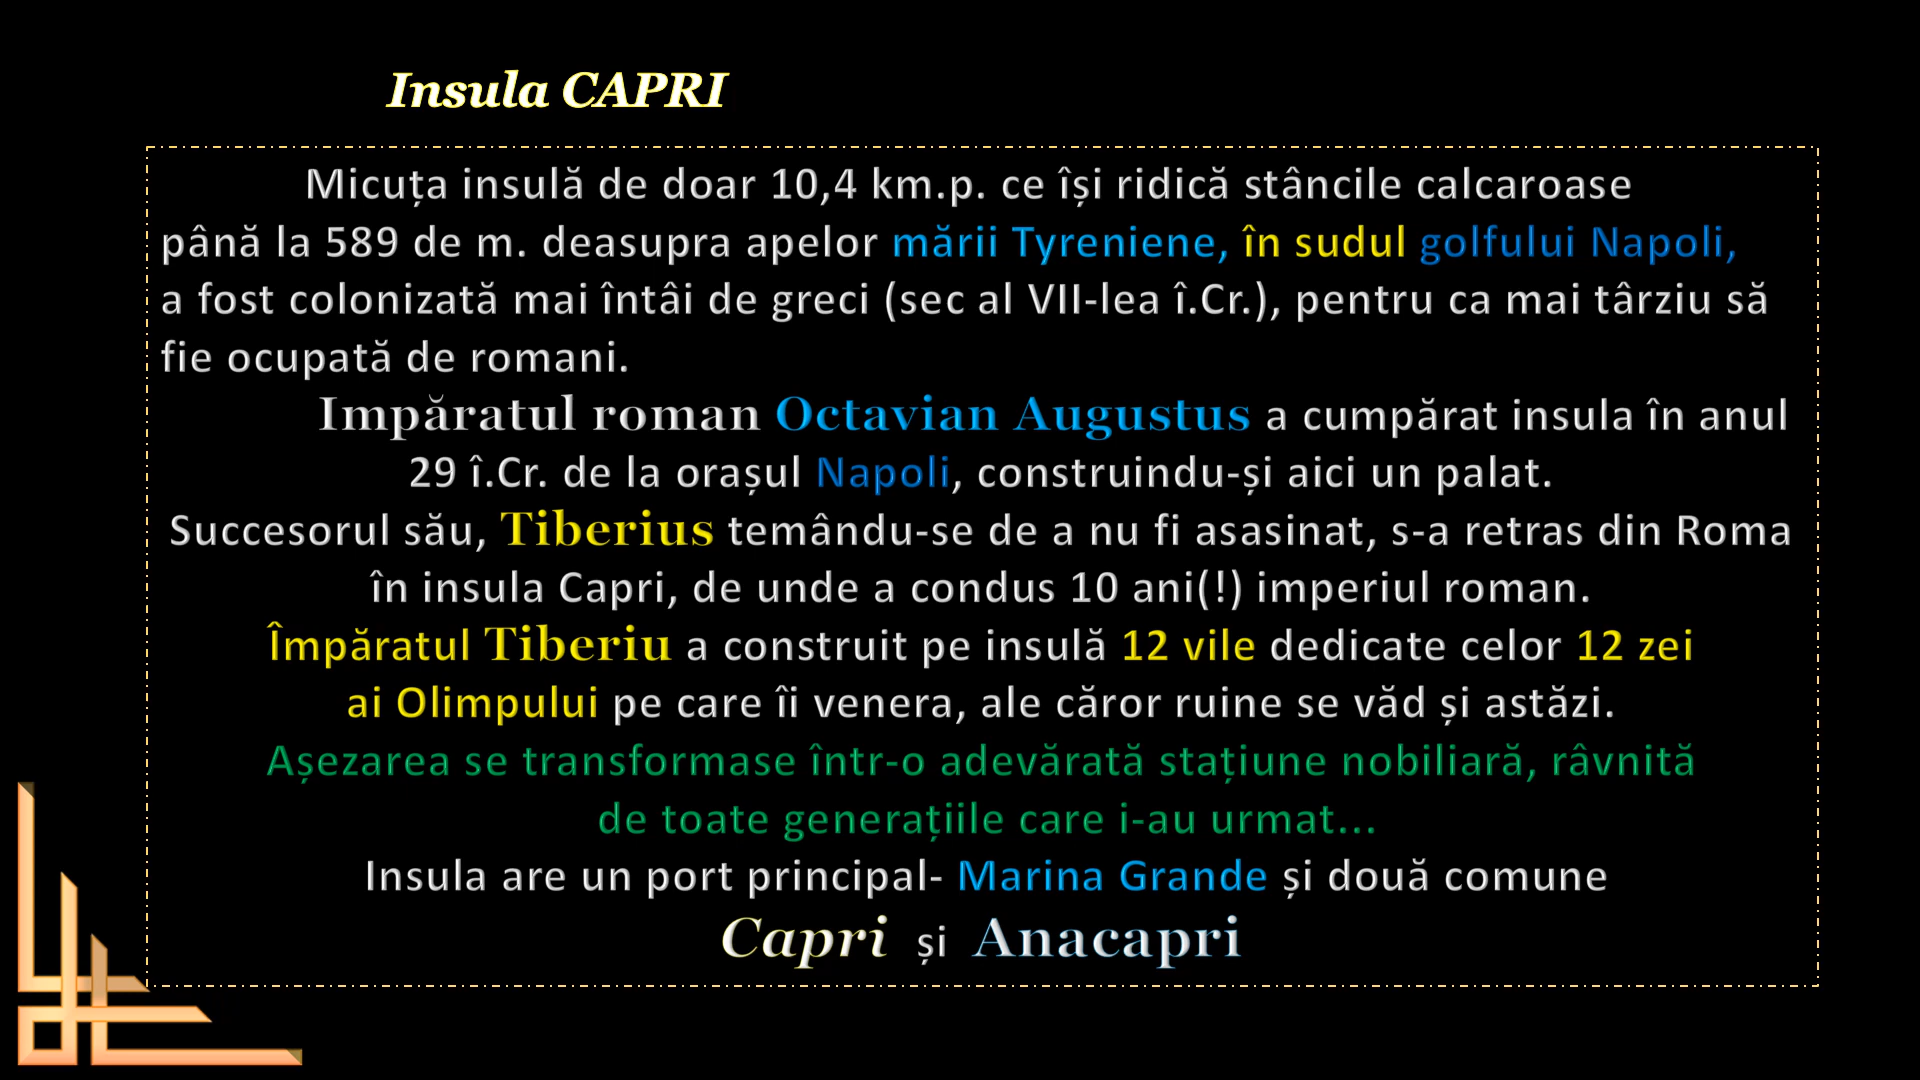 Insula CAPRI
Micuța insulă de doar 10,4 km.p. ce își ridică stâncile calcaroase
până la 589 de m. deasupra apelor mării Tyreniene, în sudul golfului Napoli,
a fost colonizată mai întâi de greci (sec al VII-lea î.Cr.), pentru ca mai târziu să
fie ocupată de romani.
Impăratul roman Octavian Augustus a cumpărat insula în anul
29 î.Cr. de la orașul Napoli, construindu-și aici un palat.
Succesorul său, Tiberius temându-se de a nu fi asasinat, s-a retras din Roma
în insula Capri, de unde a condus 10 ani(!) imperiul roman.
Împăratul Tiberiu a construit pe insulă 12 vile dedicate celor 12 zei
ai Olimpului pe care îi venera, ale căror ruine se văd și astăzi.
Așezarea se transformase într-o adevărată stațiune nobiliară, râvnită
de toate generațiile care i-au urmat...
Insula are un port principal- Marina Grande și două comune
Capri și Anacapri